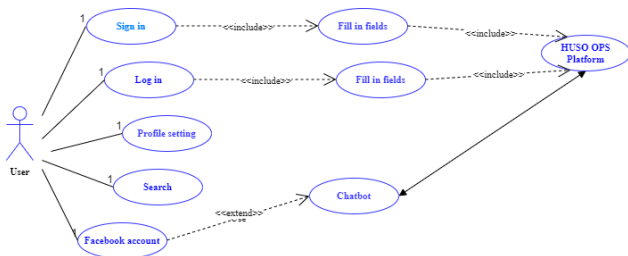 1
Sign in
<<include>>
Fill in fields
<<include>>
HUSO OPS
Platform
1
Log in
<<include>>
Fill in fields
<<include>>
1
Profile setting
User
1
Search
Chatbot
<<extend>>
1
Facebook account